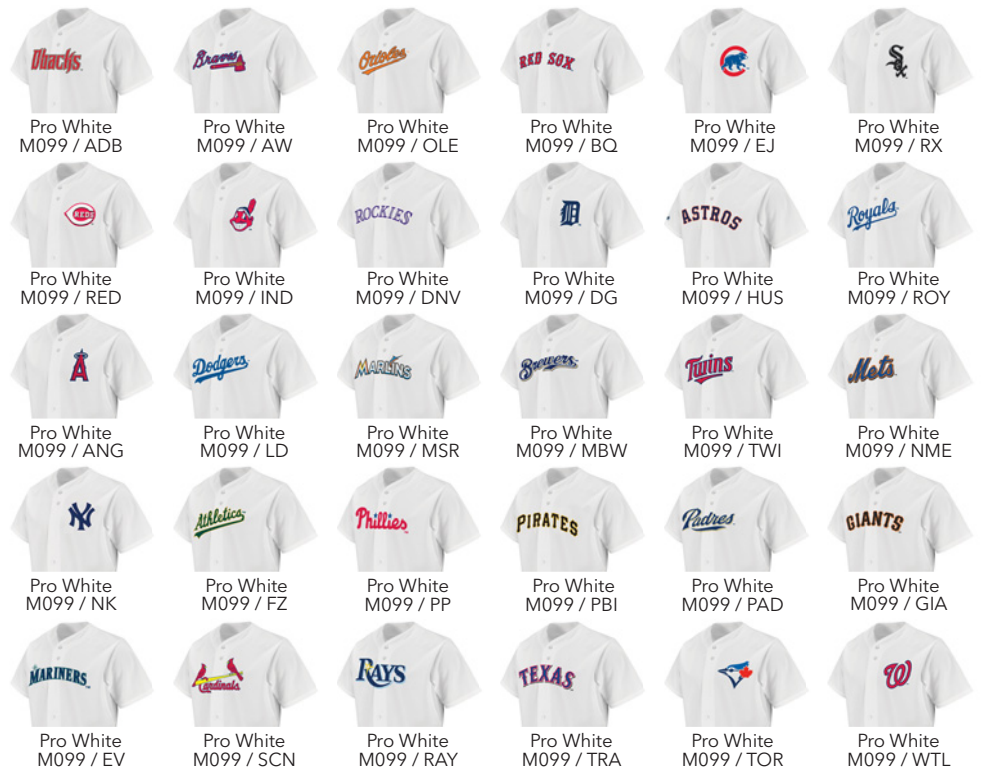 Dbacks
Braves
Orioles
RED SOX
C
Sox
Pro White
M099 / ADB
Pro White
M099 / AW
Pro White
M099 / OLE
Pro White
M099 / BQ
Pro White
M099 / EJ
Pro White
M099 / RX
REDS
ROCKIES
D
ASTROS
Royals
Pro White
M099 / RED
Pro White
M099 / IND
Pro White
M099 / DNV
Pro White
M099 / DG
Pro White
M099 / HUS
Pro White
M099 / ROY
A
Dodgers
MARLINS
Brewers
Twins
Mets
Pro White
M099 / ANG
Pro White
M099 / LD
Pro White
M099 / MSR
Pro White
M099 / MBW
Pro White
M099 / TWI
Pro White
M099 / NME
NY
Athletics
Phillies
PIRATES
Padres
GIANTS
Pro White
M099 / NK
Pro White
M099 / FZ
Pro White
M099 / PP
Pro White
M099 / PBI
Pro White
M099 / PAD
Pro White
M099 / GIA
MARINERS
Cardinals
RAYS
TEXAS
W
Pro White
M099 / EV
Pro White
M099 / SCN
Pro White
M099 / RAY
Pro White
M099 / TRA
Pro White
M099 / TOR
Pro White
M099 / WTL